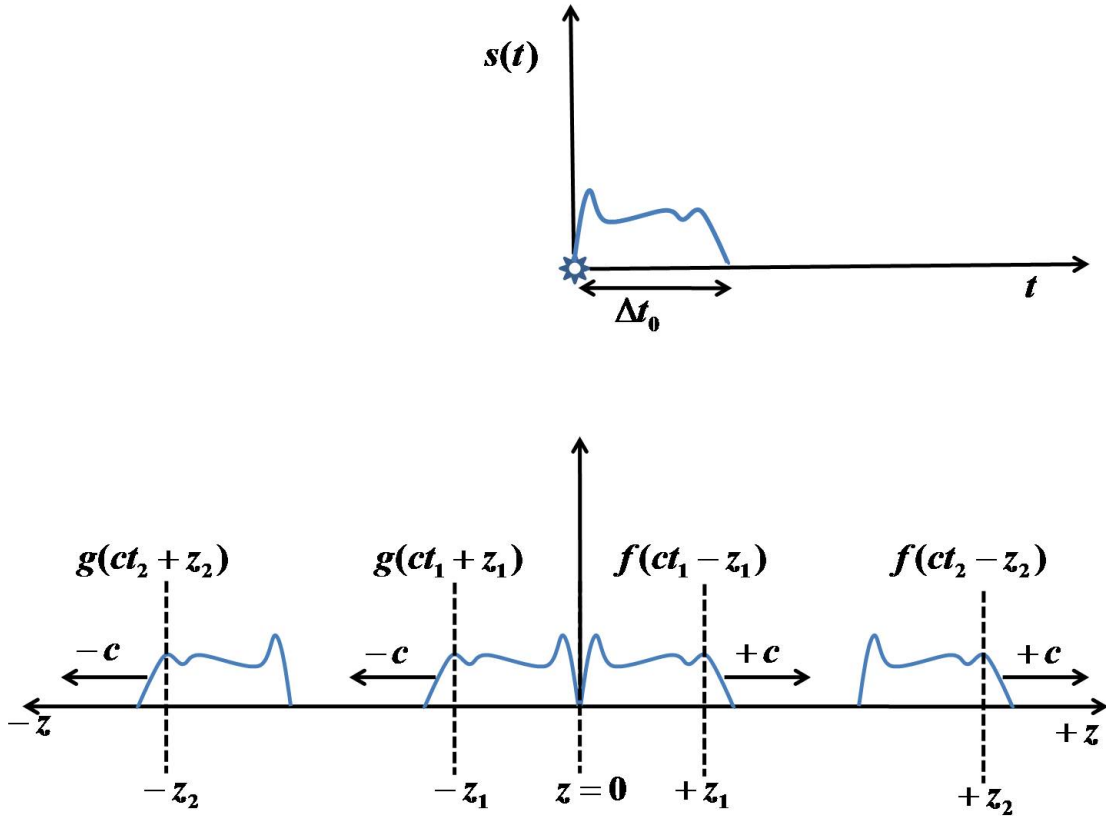 s(t)
t
Δt₀
g(ct₂ + z₂) g(ct₁ + z₁) f(ct₁ − z₁) f(ct₂ − z₂)
−c −c +c +c
−z +z
−z₂ −z₁ z = 0 +z₁ +z₂